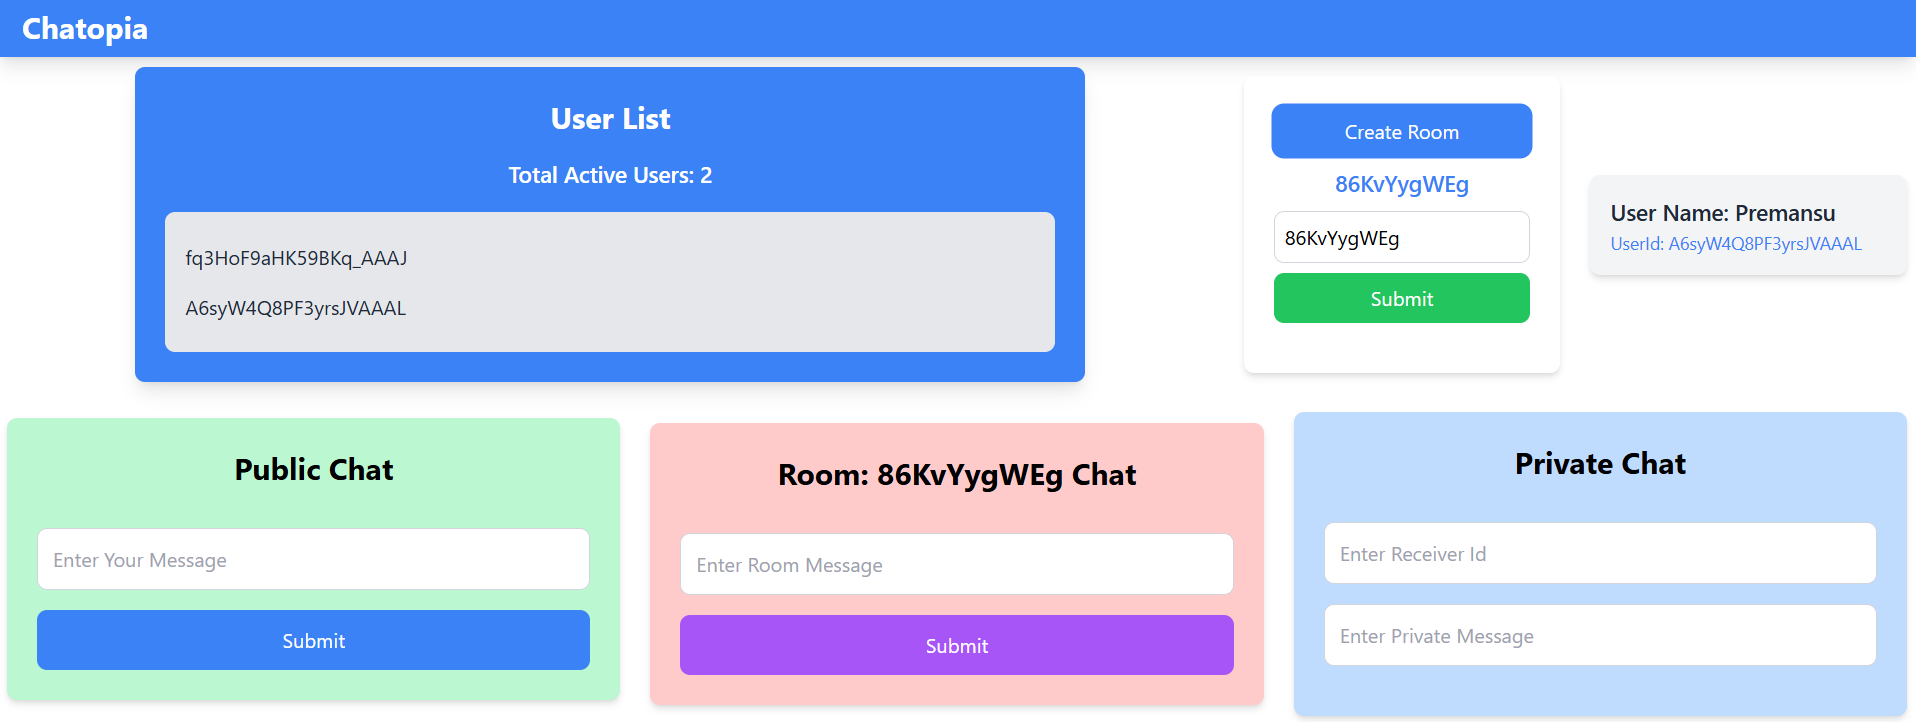 Chatopia
User List
Total Active Users: 2
fq3HoF9aHK59BKq_AAAJ
A6syW4Q8PF3yrsJVAAAL
Create Room
86KvYygWEg
86KvYygWEg
Submit
User Name: Premansu
UserId: A6syW4Q8PF3yrsJVAAAL
Public Chat
Enter Your Message
Submit
Room: 86KvYygWEg Chat
Enter Room Message
Submit
Private Chat
Enter Receiver Id
Enter Private Message